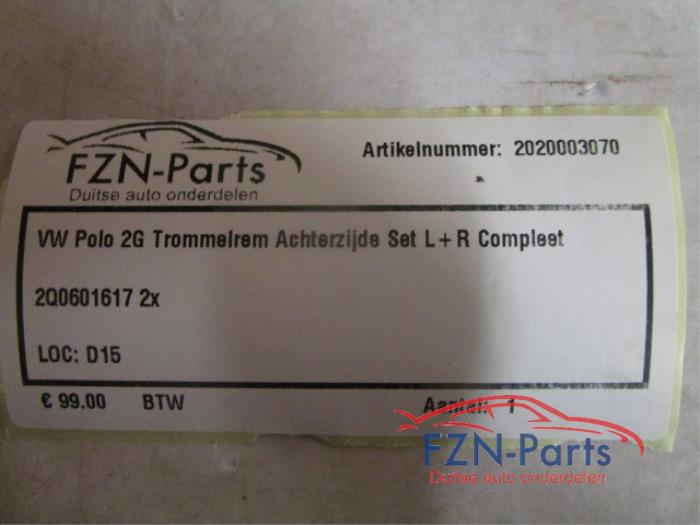 FZN-Parts
Duitse auto onderdelen
Artikelnummer: 2020003070
VW Polo 2G Trommelrem Achterzijde Set L+R Compleet
2Q0601617 2x
LOC: D15
€ 99.00 BTW Aantal: 1
FZN-Parts
Duitse auto onderdelen